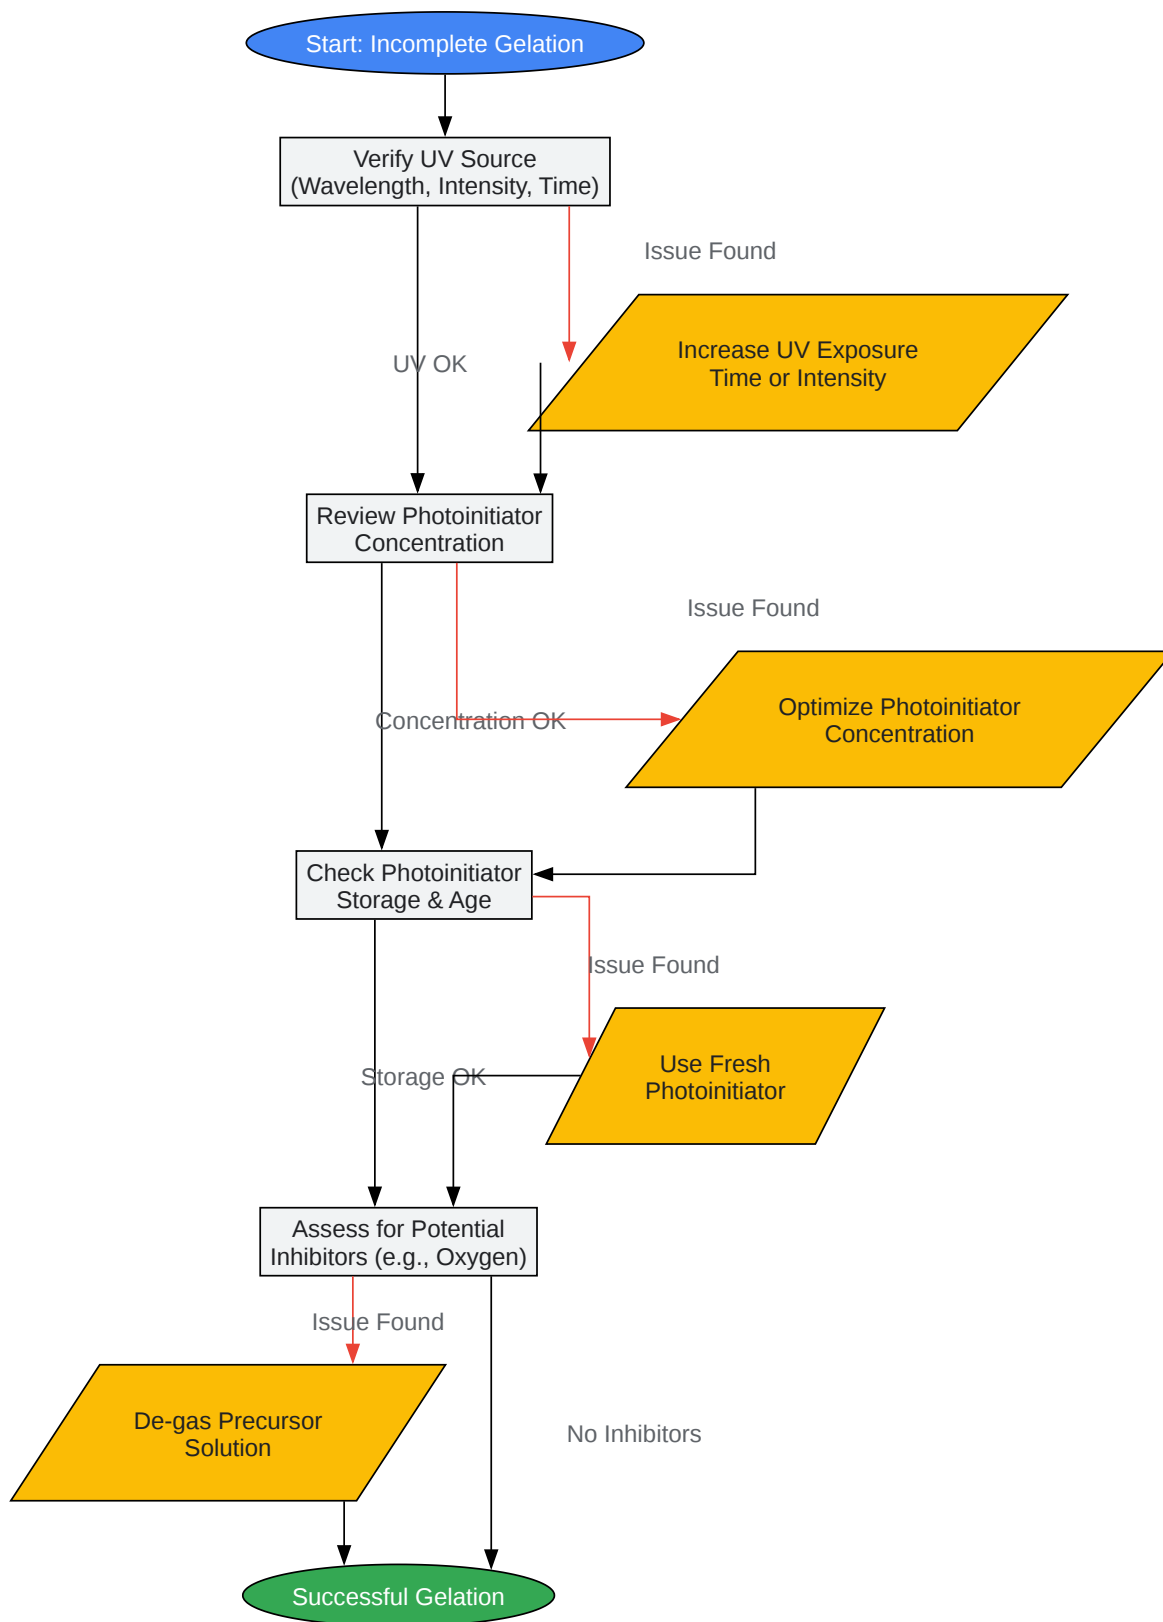 Start: Incomplete Gelation
Verify UV Source
(Wavelength, Intensity, Time)
Issue Found
UV OK
Increase UV Exposure
Time or Intensity
Review Photoinitiator
Concentration
Issue Found
Concentration OK
Optimize Photoinitiator
Concentration
Check Photoinitiator
Storage & Age
Issue Found
Storage OK
Use Fresh
Photoinitiator
Assess for Potential
Inhibitors (e.g., Oxygen)
Issue Found
De-gas Precursor
Solution
No Inhibitors
Successful Gelation